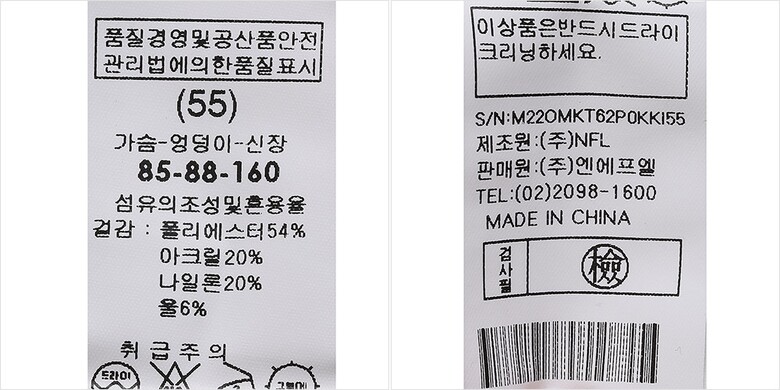 품질경영및공산품안전
관리법에의한품질표시
(55)
가슴-엉덩이-신장
85-88-160
섬유의조성및혼용율
겉감 : 폴리에스터54%
아크릴20%
나일론20%
울6%
취급주의
드라이
이상품은반드시드라이
크리닝하세요.
S/N:M220MKT62P0KKI55
제조원:(주)NFL
판매원:(주)엔에프엘
TEL:(02)2098-1600
MADE IN CHINA
검사필
檢